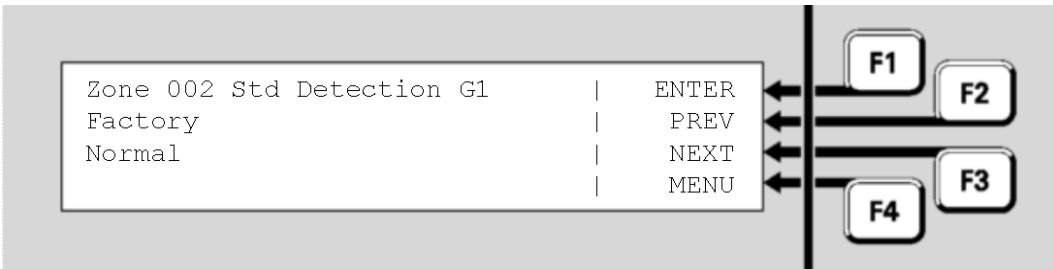 Zone 002 Std Detection G1 | ENTER
Factory | PREV
Normal | NEXT
| MENU
F1
F2
F3
F4